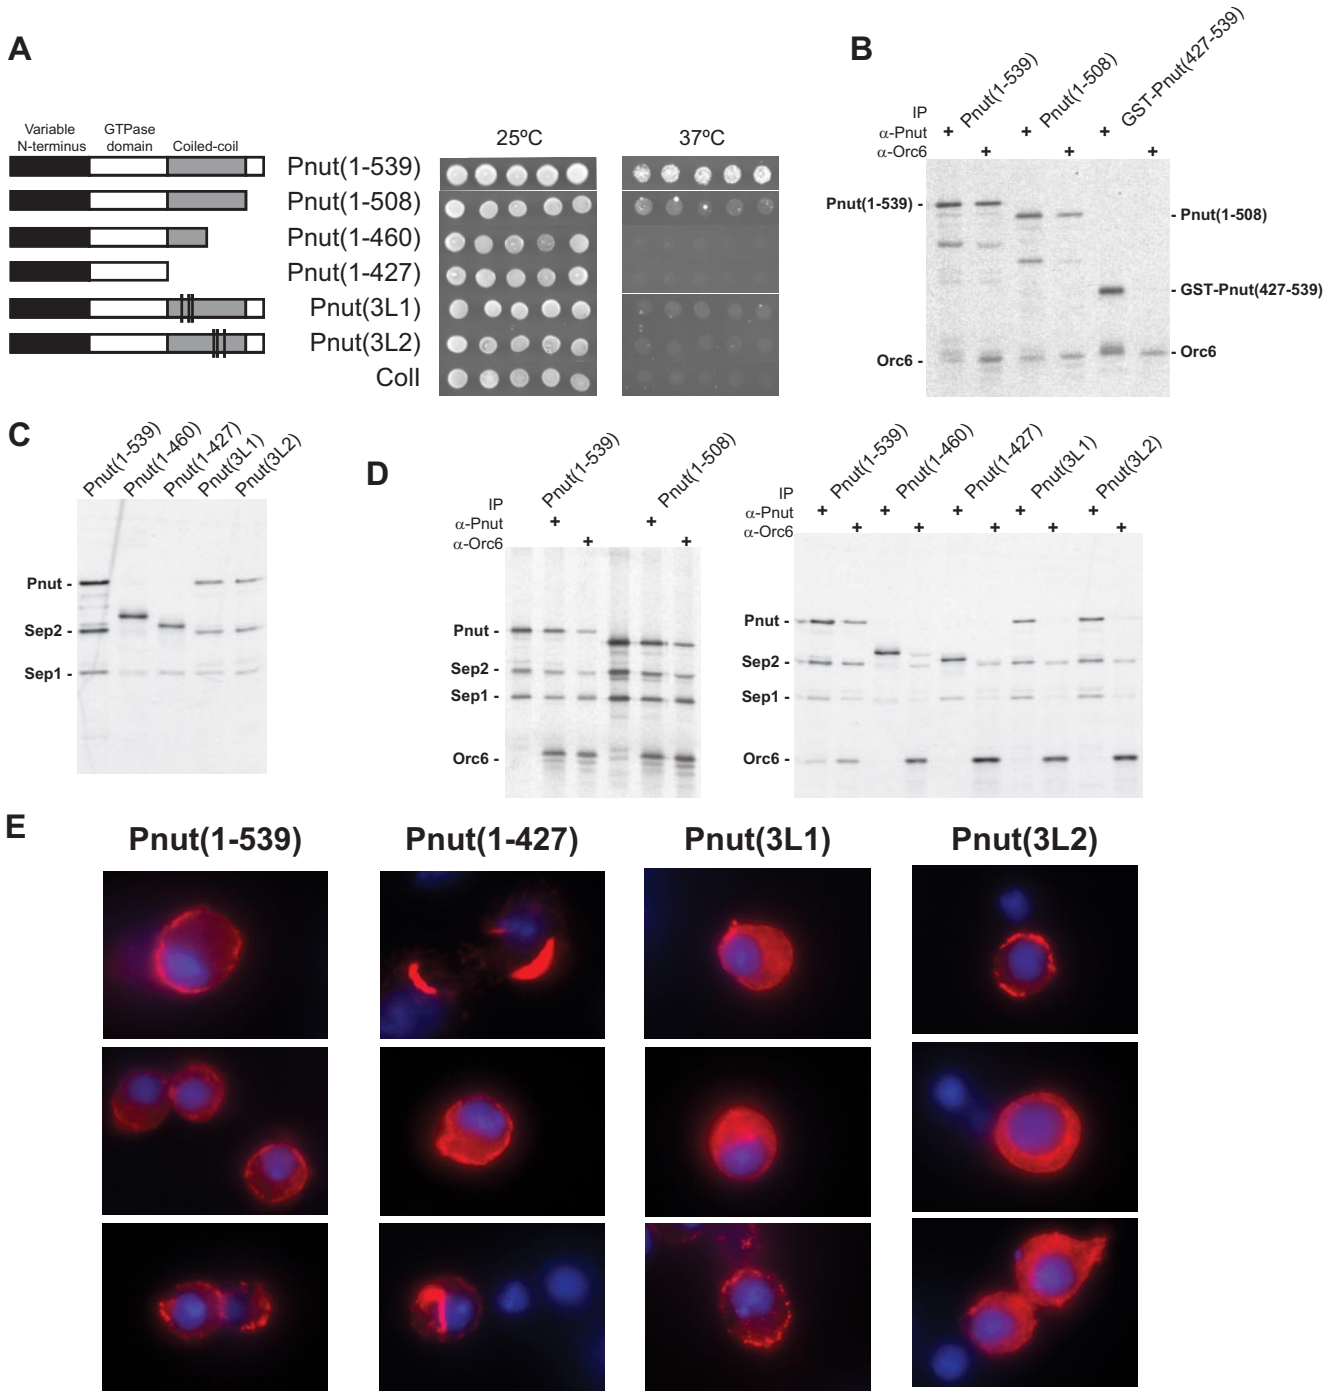 A
Variable
N-terminus
GTPase
domain
Coiled-coil
25ºC
37ºC
Pnut(1-539)
Pnut(1-508)
Pnut(1-460)
Pnut(1-427)
Pnut(3L1)
Pnut(3L2)
Coll
B
Pnut(1-539)
Pnut(1-508)
GST-Pnut(427-539)
IP
α-Pnut + + +
α-Orc6 + + +
Pnut(1-539) -
- Pnut(1-508)
- GST-Pnut(427-539)
Orc6 -
- Orc6
C
Pnut(1-539)
Pnut(1-460)
Pnut(1-427)
Pnut(3L1)
Pnut(3L2)
Pnut -
Sep2 -
Sep1 -
D
Pnut(1-539)
Pnut(1-508)
IP
α-Pnut + +
α-Orc6 + +
Pnut -
Sep2 -
Sep1 -
Orc6 -
Pnut(1-539)
Pnut(1-460)
Pnut(1-427)
Pnut(3L1)
Pnut(3L2)
IP
α-Pnut + + + + +
α-Orc6 + + + + +
Pnut -
Sep2 -
Sep1 -
Orc6 -
E
Pnut(1-539)
Pnut(1-427)
Pnut(3L1)
Pnut(3L2)